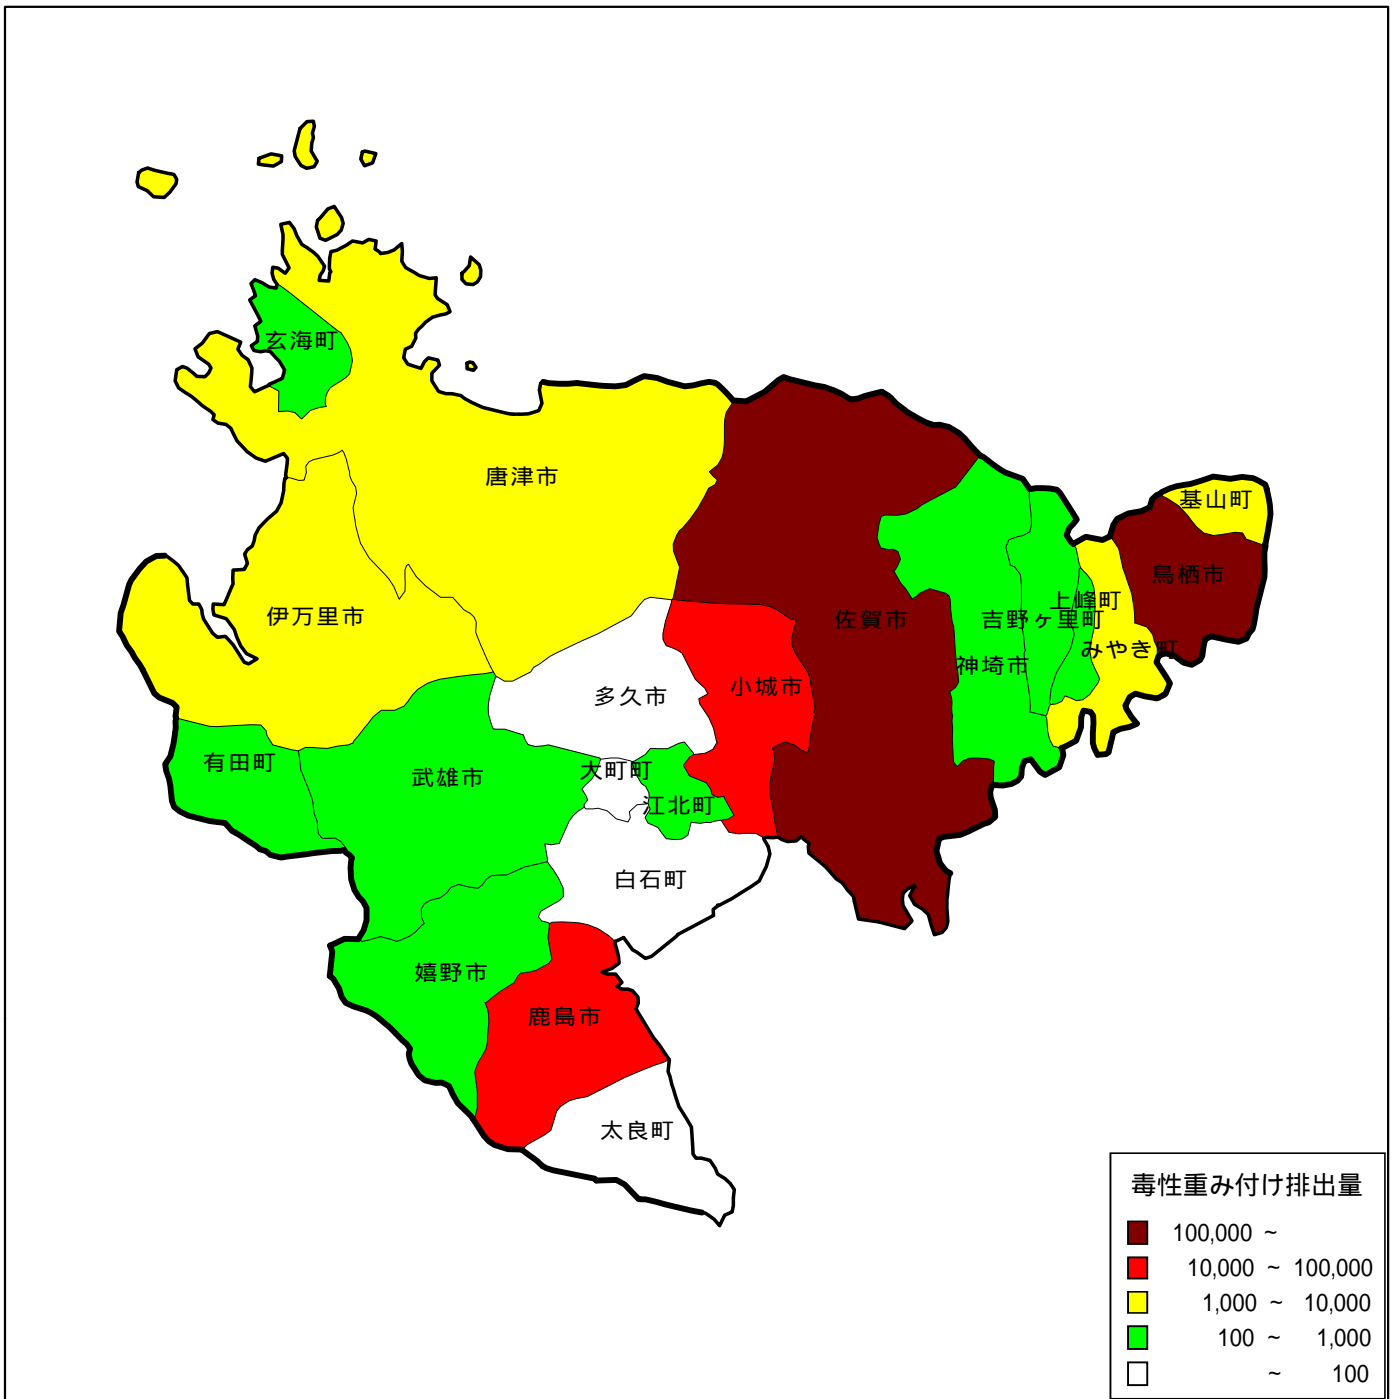 玄海町
唐津市
基山町
鳥栖市
伊万里市
上峰町
佐賀市
吉野ヶ里町
みやき町
神埼市
小城市
多久市
有田町
武雄市
大町町
江北町
白石町
嬉野市
鹿島市
太良町
毒性重み付け排出量
100,000 ~
10,000 ~ 100,000
1,000 ~ 10,000
100 ~ 1,000
~ 100